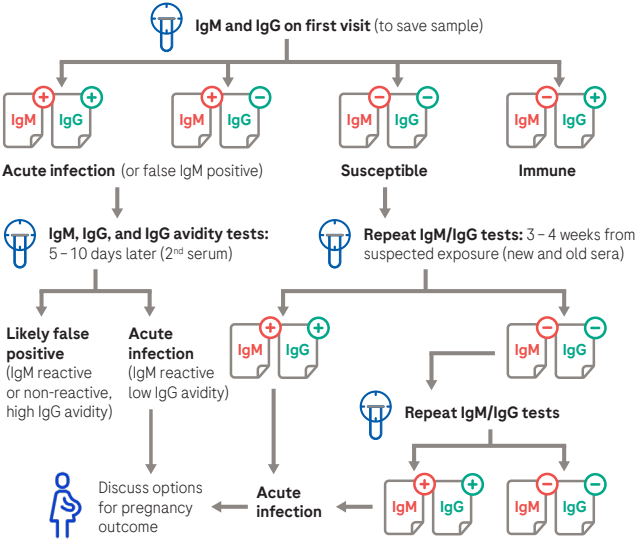 IgM and IgG on first visit (to save sample)
IgM + IgG +
IgM + IgG −
IgM − IgG −
IgM − IgG +
Acute infection (or false IgM positive)
Susceptible
Immune
IgM, IgG, and IgG avidity tests:
5 – 10 days later (2nd serum)
Repeat IgM/IgG tests: 3 – 4 weeks from
suspected exposure (new and old sera)
Likely false
positive
(IgM reactive
or non-reactive,
high IgG avidity)
Acute
infection
(IgM reactive
low IgG avidity)
IgM + IgG +
IgM − IgG −
Repeat IgM/IgG tests
IgM + IgG +
IgM − IgG −
Acute
infection
Discuss options
for pregnancy
outcome